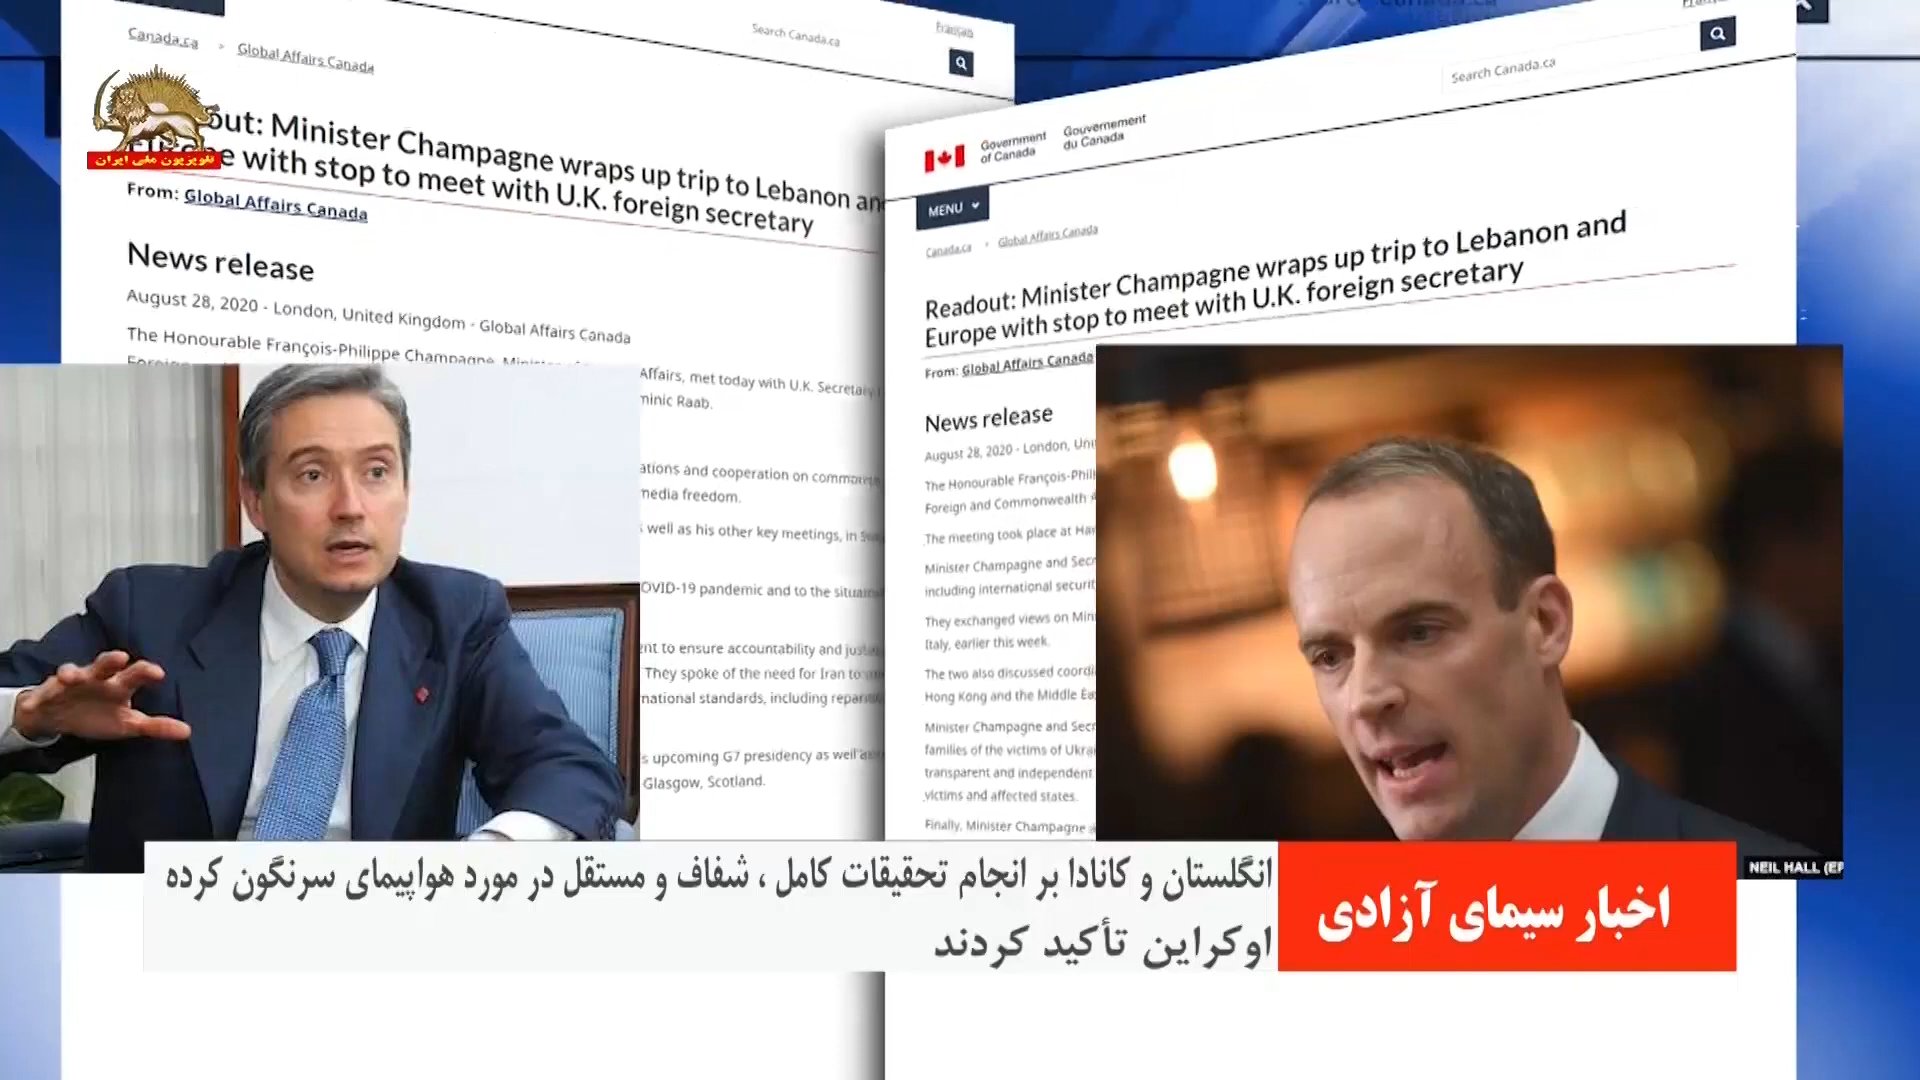 Canada.ca > Global Affairs Canada
Search Canada.ca
Français
out: Minister Champagne wraps up trip to Lebanon an
Europe with stop to meet with U.K. foreign secretary
From: Global Affairs Canada
News release
August 28, 2020 - London, United Kingdom - Global Affairs Canada
The Honourable François-Philippe Champagne,
Affairs, met today with U.K. Secretary
minic Raab.
ations and cooperation on common
media freedom.
well as his other key meetings, in
OVID-19 pandemic and to the situa
nt to ensure accountability and jus
They spoke of the need for Iran to
national standards, including repa
s upcoming G7 presidency as well as
Glasgow, Scotland.
تلویزیون ملی ایران
Search Canada.ca
Government
of Canada
Gouvernement
du Canada
MENU
Canada.ca > Global Affairs Canada
Readout: Minister Champagne wraps up trip to Lebanon and
Europe with stop to meet with U.K. foreign secretary
From: Global Affairs Canada
News release
August 28, 2020 - London, Uni
The Honourable François-Phil
Foreign and Commonwealth A
The meeting took place at Ha
Minister Champagne and Secr
including international securit
They exchanged views on Min
Italy, earlier this week.
The two also discussed coordi
Hong Kong and the Middle Ea
Minister Champagne and Secr
families of the victims of Ukra
transparent and independent
victims and affected states.
Finally, Minister Champagne a
NEIL HALL (EP
اخبار سیمای آزادی
انگلستان و کانادا بر انجام تحقیقات کامل ، شفاف و مستقل در مورد هواپیمای سرنگون کرده
اوکراین تأکید کردند